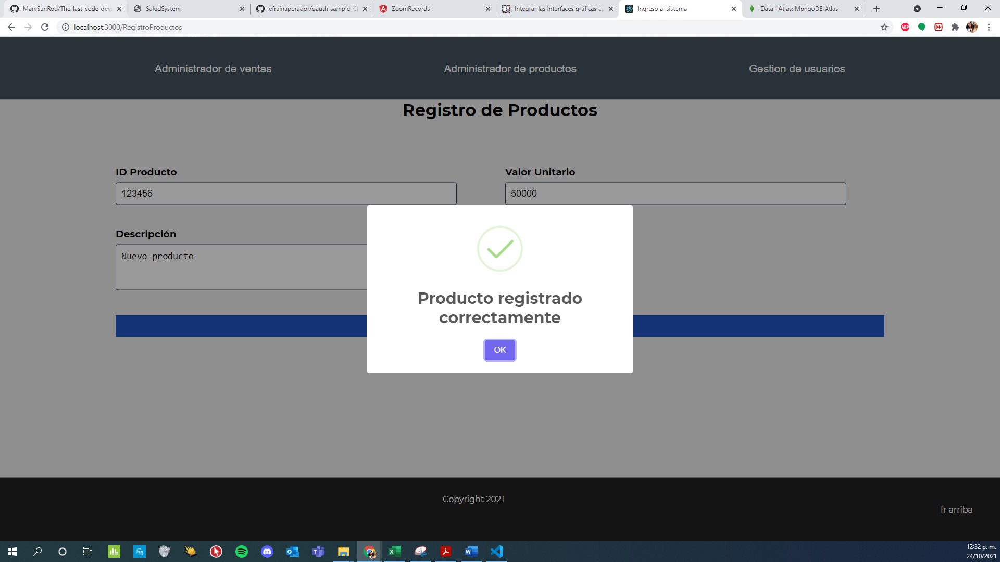 MarySanRod/The-last-code-dev
SaludSystem
efrainaperador/oauth-sample: C
ZoomRecords
Integrar las interfaces gráficas co
Ingreso al sistema
Data | Atlas: MongoDB Atlas
localhost:3000/RegistroProductos
ABP
Administrador de ventas
Administrador de productos
Gestion de usuarios
Registro de Productos
ID Producto
Valor Unitario
123456
50000
Descripción
Nuevo producto
Producto registrado
correctamente
OK
Copyright 2021
Ir arriba
12:32 p. m.
24/10/2021